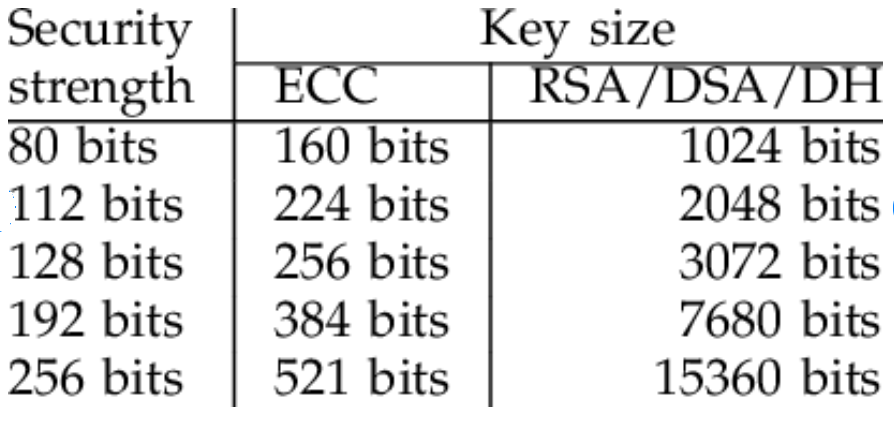 Security Key size
strength ECC RSA/DSA/DH
80 bits 160 bits 1024 bits
112 bits 224 bits 2048 bits
128 bits 256 bits 3072 bits
192 bits 384 bits 7680 bits
256 bits 521 bits 15360 bits